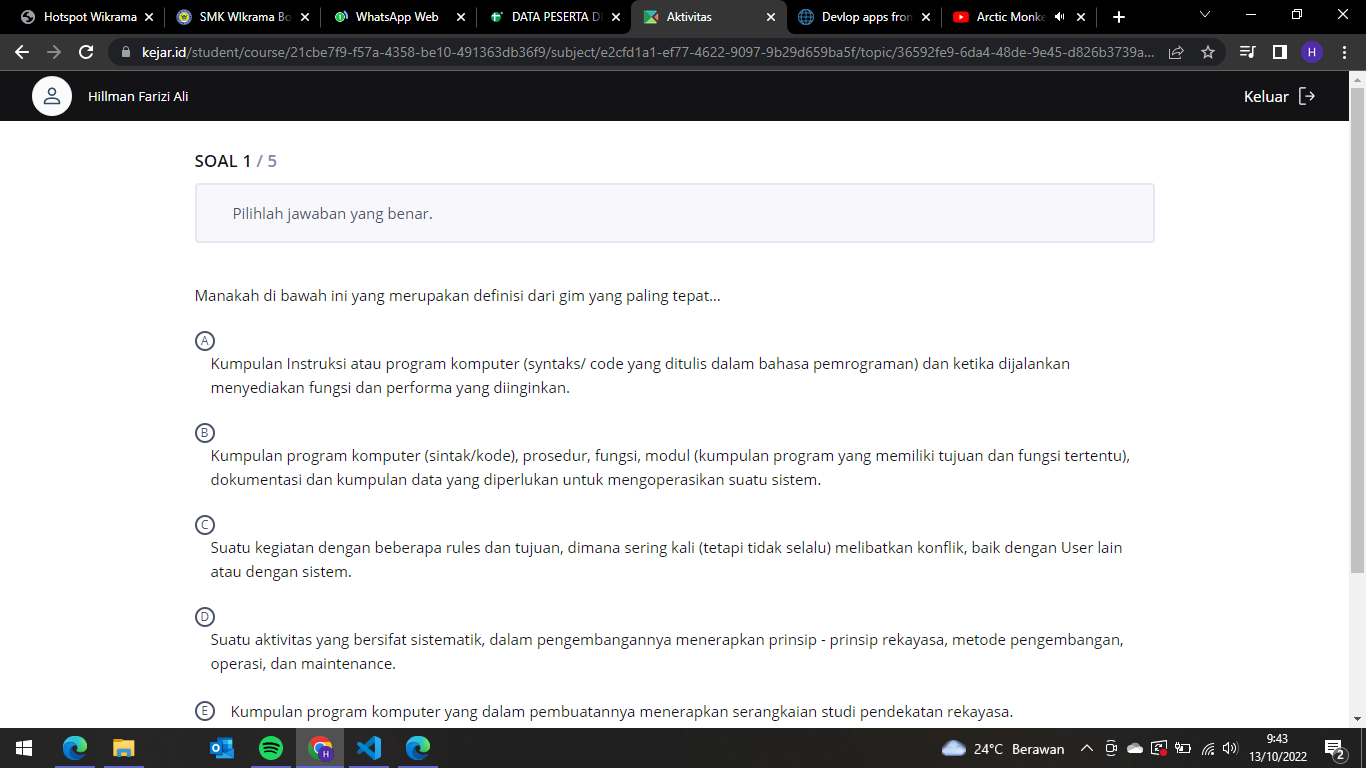 Hotspot Wikrama
SMK WIkrama Bo
WhatsApp Web
DATA PESERTA D
Aktivitas
Devlop apps from
Arctic Monke
kejar.id/student/course/21cbe7f9-f57a-4358-be10-491363db36f9/subject/e2cfd1a1-ef77-4622-9097-9b29d659ba5f/topic/36592fe9-6da4-48de-9e45-d826b3739a...
H
Hillman Farizi Ali
Keluar
SOAL 1 / 5
Pilihlah jawaban yang benar.
Manakah di bawah ini yang merupakan definisi dari gim yang paling tepat...
A
Kumpulan Instruksi atau program komputer (syntaks/ code yang ditulis dalam bahasa pemrograman) dan ketika dijalankan
menyediakan fungsi dan performa yang diinginkan.
B
Kumpulan program komputer (sintak/kode), prosedur, fungsi, modul (kumpulan program yang memiliki tujuan dan fungsi tertentu),
dokumentasi dan kumpulan data yang diperlukan untuk mengoperasikan suatu sistem.
C
Suatu kegiatan dengan beberapa rules dan tujuan, dimana sering kali (tetapi tidak selalu) melibatkan konflik, baik dengan User lain
atau dengan sistem.
D
Suatu aktivitas yang bersifat sistematik, dalam pengembangannya menerapkan prinsip - prinsip rekayasa, metode pengembangan,
operasi, dan maintenance.
E Kumpulan program komputer yang dalam pembuatannya menerapkan serangkaian studi pendekatan rekayasa.
24°C Berawan
9:43
13/10/2022
2